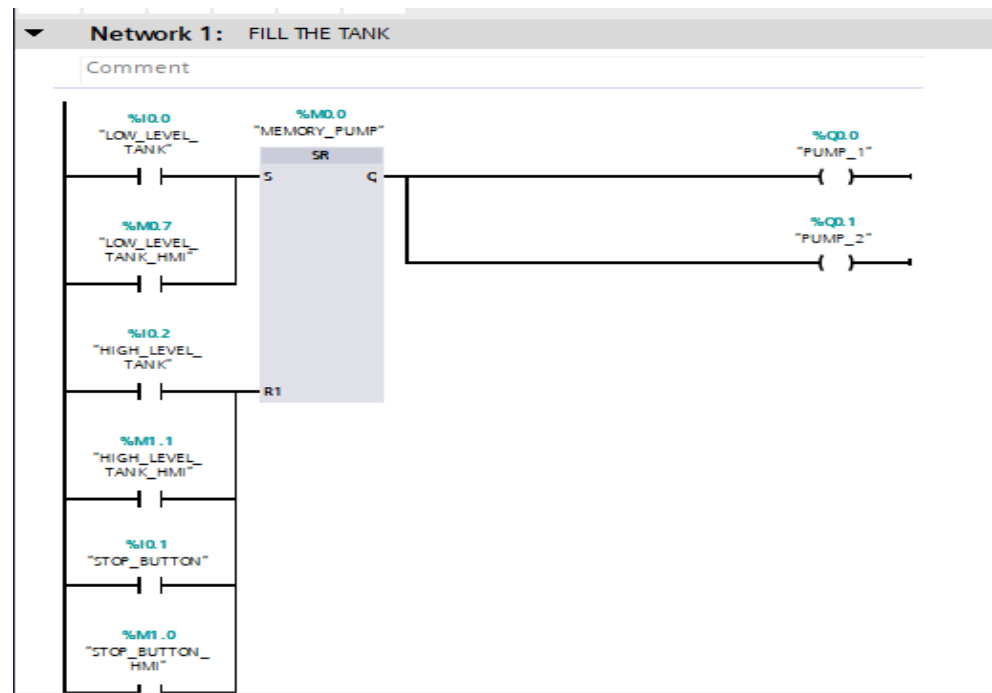 Network 1: FILL THE TANK
Comment
%I0.0
"LOW_LEVEL_
TANK"
%M0.0
"MEMORY_PUMP"
SR
S
Q
%Q0.0
"PUMP_1"
%M0.7
"LOW_LEVEL_
TANK_HMI"
%Q0.1
"PUMP_2"
%I0.2
"HIGH_LEVEL_
TANK"
R1
%M1.1
"HIGH_LEVEL_
TANK_HMI"
%I0.1
"STOP_BUTTON"
%M1.0
"STOP_BUTTON_
HMI"